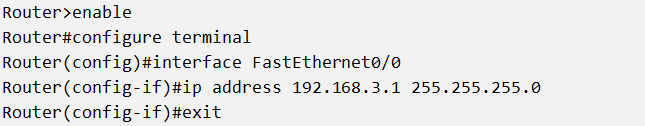 Router>enable
Router#configure terminal
Router(config)#interface FastEthernet0/0
Router(config-if)#ip address 192.168.3.1 255.255.255.0
Router(config-if)#exit